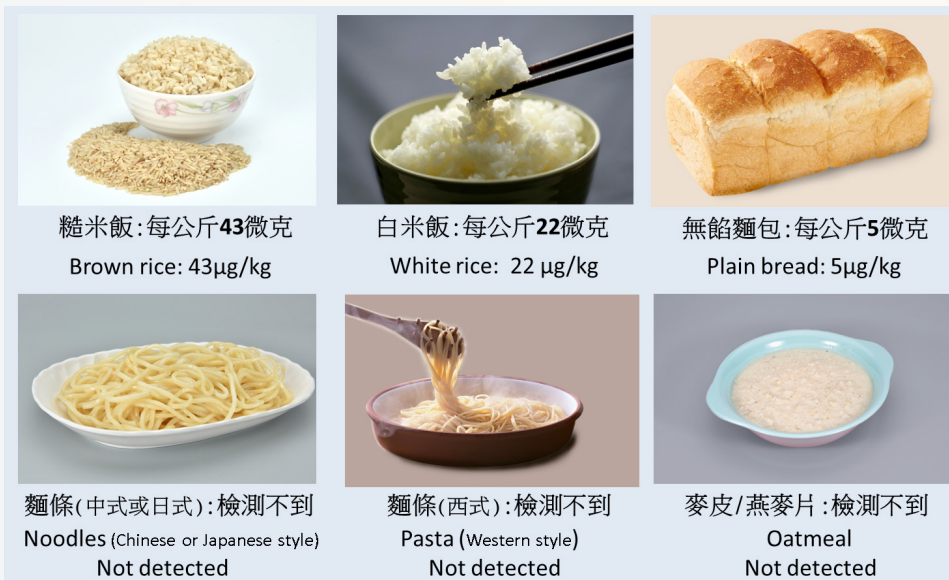 糙米飯:每公斤43微克
Brown rice: 43µg/kg
白米飯:每公斤22微克
White rice: 22 µg/kg
無餡麵包:每公斤5微克
Plain bread: 5µg/kg
麵條(中式或日式):檢測不到
Noodles (Chinese or Japanese style)
Not detected
麵條(西式):檢測不到
Pasta (Western style)
Not detected
麥皮/燕麥片:檢測不到
Oatmeal
Not detected